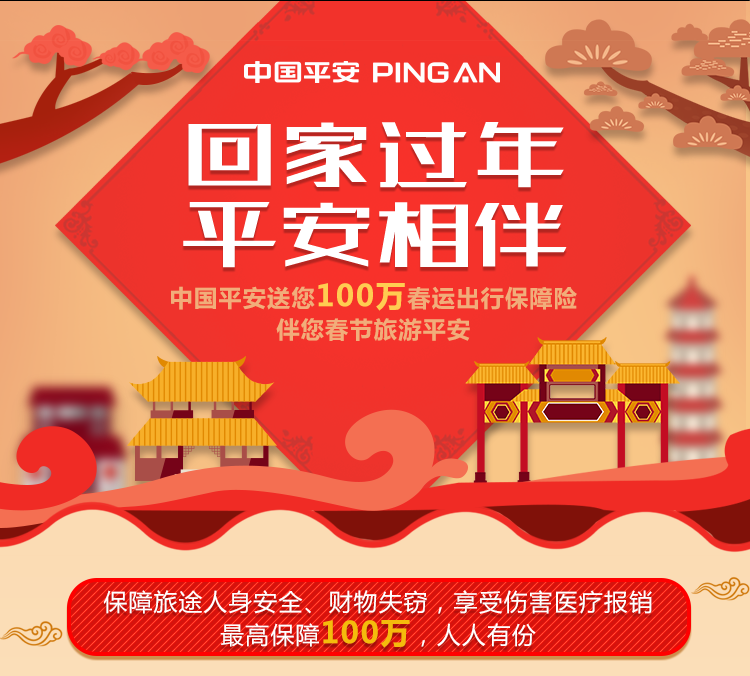 中国平安 PING AN
回家过年
平安相伴
中国平安送您100万春运出行保障险
伴您春节旅游平安
保障旅途人身安全、财物失窃，享受伤害医疗报销
最高保障100万，人人有份